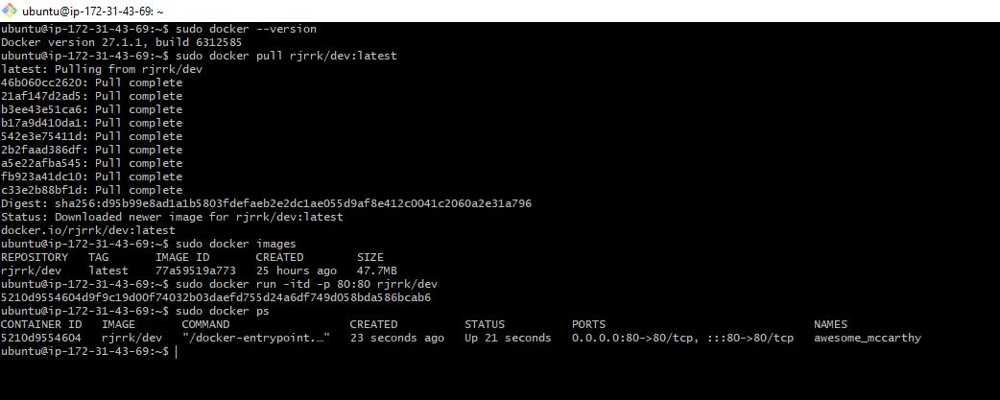 ubuntu@ip-172-31-43-69: ~
ubuntu@ip-172-31-43-69:~$ sudo docker --version
Docker version 27.1.1, build 6312585
ubuntu@ip-172-31-43-69:~$ sudo docker pull rjrrk/dev:latest
latest: Pulling from rjrrk/dev
46b060cc2620: Pull complete
21af147d2ad5: Pull complete
b3ee43e51ca6: Pull complete
b17a9d410da1: Pull complete
542e3e75411d: Pull complete
2b2faad386df: Pull complete
a5e22afba545: Pull complete
fb923a41dc10: Pull complete
c33e2b88bf1d: Pull complete
Digest: sha256:d95b99e8ad1a1b5803fdefaeb2e2dc1ae055d9af8e412c0041c2060a2e31a796
Status: Downloaded newer image for rjrrk/dev:latest
docker.io/rjrrk/dev:latest
ubuntu@ip-172-31-43-69:~$ sudo docker images
REPOSITORY   TAG       IMAGE ID       CREATED        SIZE
rjrrk/dev    latest    77a59519a773   25 hours ago   47.7MB
ubuntu@ip-172-31-43-69:~$ sudo docker run -itd -p 80:80 rjrrk/dev
5210d9554604d9f9c19d00f74032b03daefd755d24a6df749d058bda586bcab6
ubuntu@ip-172-31-43-69:~$ sudo docker ps
CONTAINER ID   IMAGE       COMMAND                  CREATED          STATUS          PORTS                               NAMES
5210d9554604   rjrrk/dev   "/docker-entrypoint.…"   23 seconds ago   Up 21 seconds   0.0.0.0:80->80/tcp, :::80->80/tcp   awesome_mccarthy
ubuntu@ip-172-31-43-69:~$